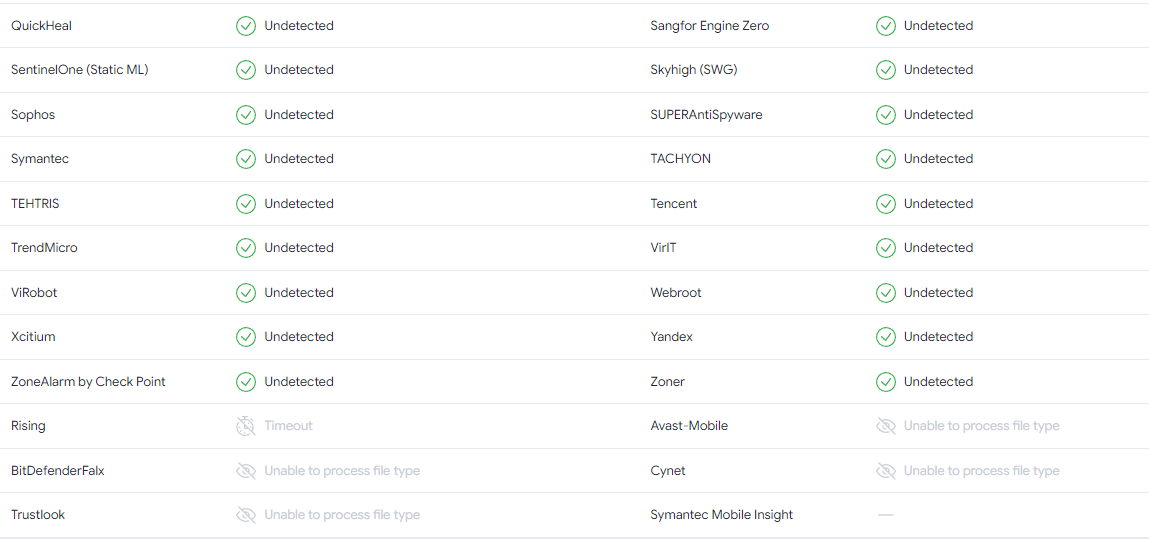 QuickHeal Undetected Sangfor Engine Zero Undetected
SentinelOne (Static ML) Undetected Skyhigh (SWG) Undetected
Sophos Undetected SUPERAntiSpyware Undetected
Symantec Undetected TACHYON Undetected
TEHTRIS Undetected Tencent Undetected
TrendMicro Undetected VirIT Undetected
ViRobot Undetected Webroot Undetected
Xcitium Undetected Yandex Undetected
ZoneAlarm by Check Point Undetected Zoner Undetected
Rising Timeout Avast-Mobile Unable to process file type
BitDefenderFalx Unable to process file type Cynet Unable to process file type
Trustlook Unable to process file type Symantec Mobile Insight —